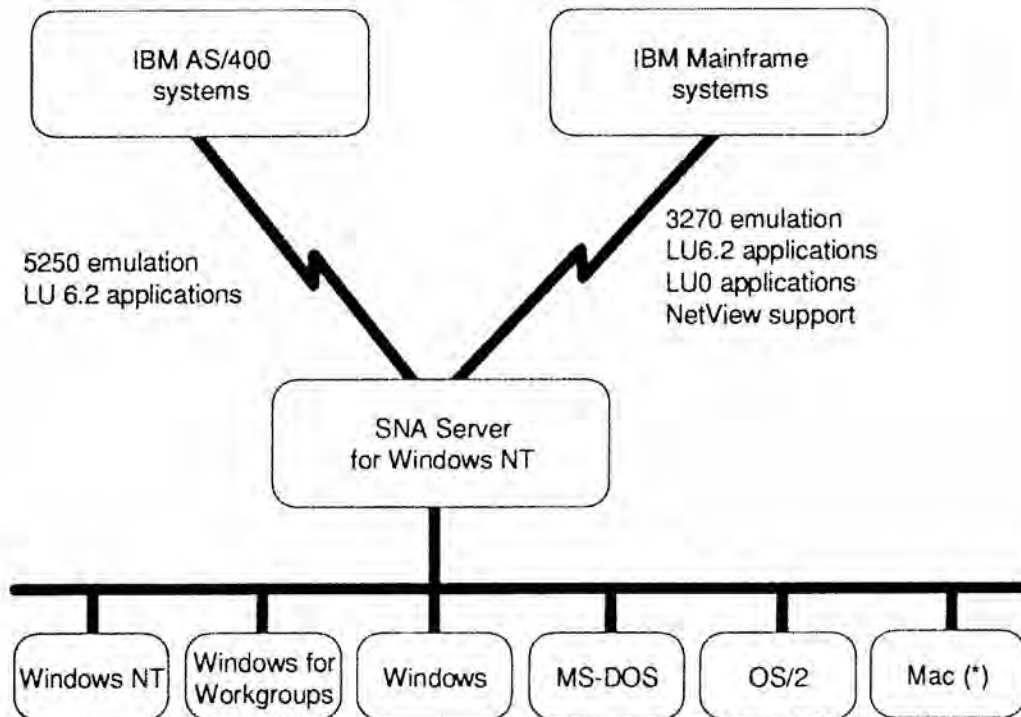 IBM AS/400
systems
IBM Mainframe
systems
5250 emulation
LU 6.2 applications
3270 emulation
LU6.2 applications
LU0 applications
NetView support
SNA Server
for Windows NT
Windows NT
Windows for
Workgroups
Windows
MS-DOS
OS/2
Mac (*)